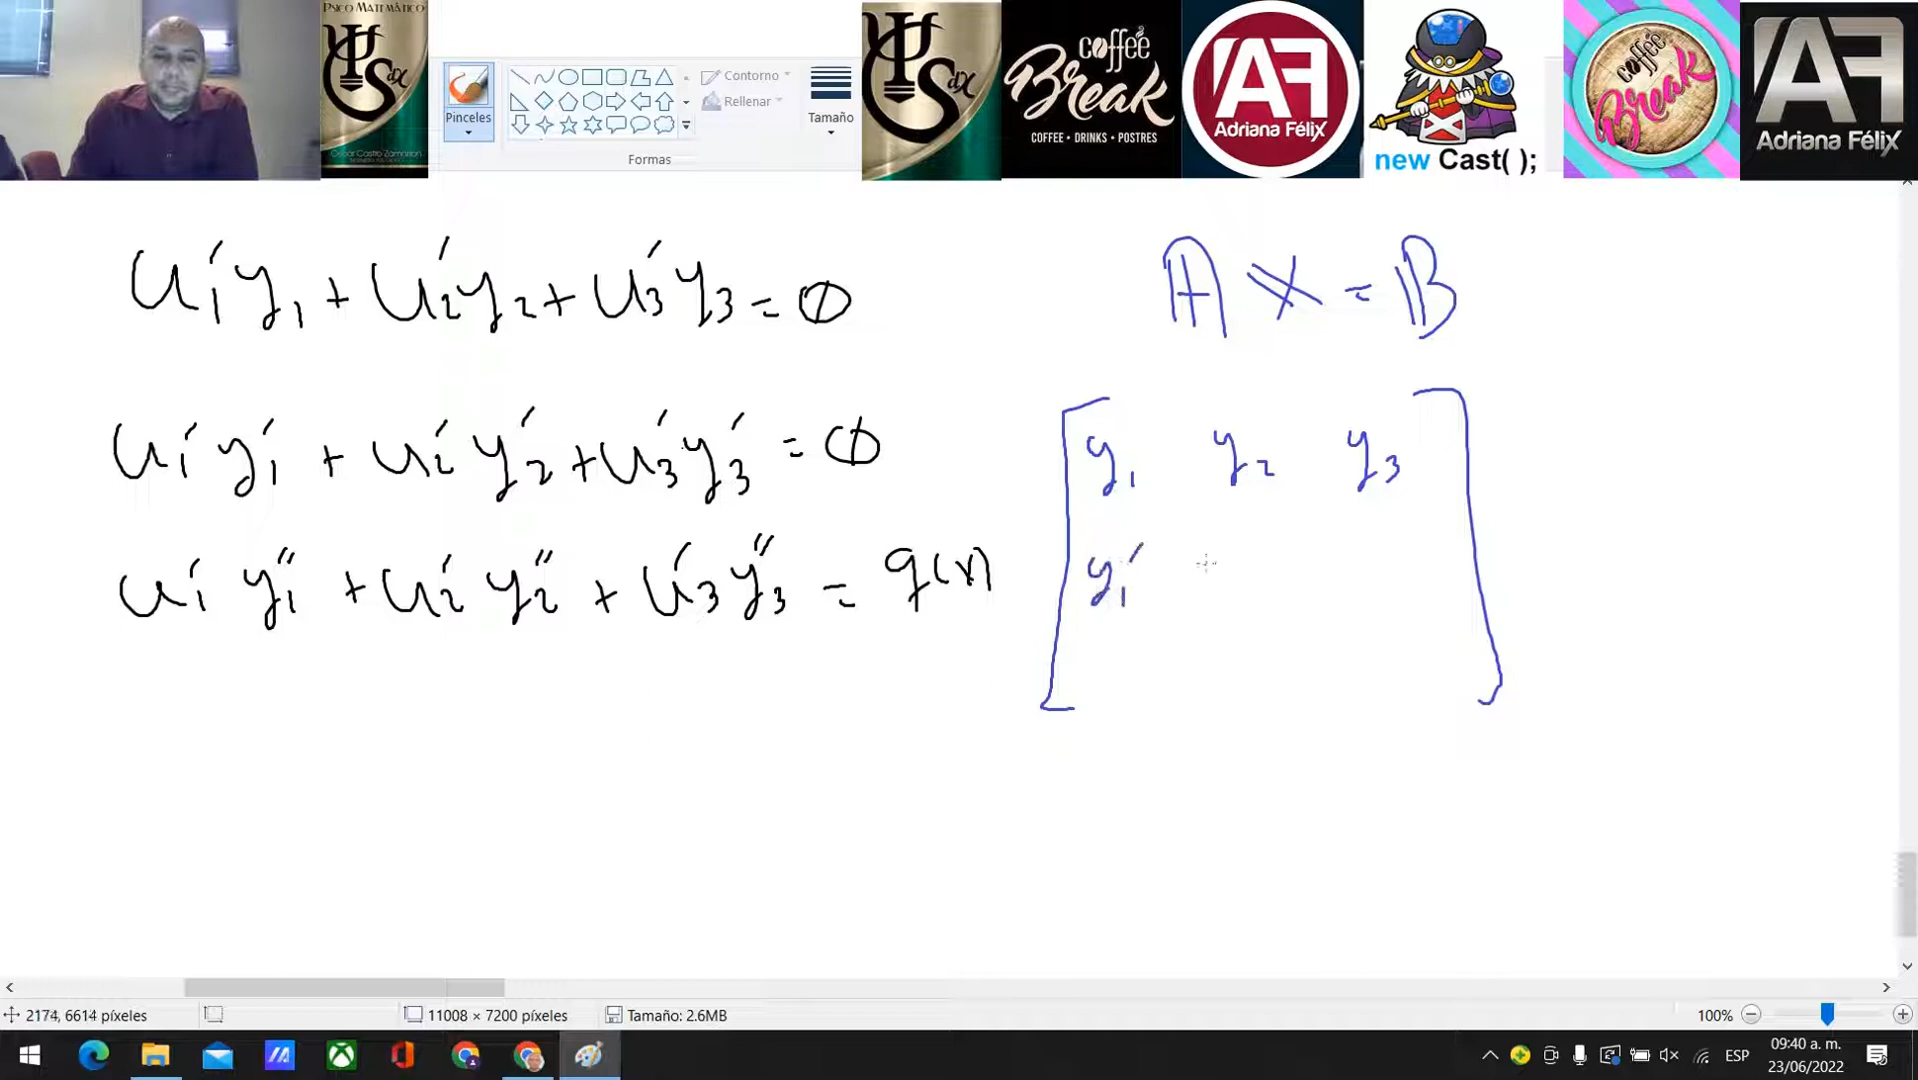 PSICO MATEMÁTICO
Sdx
Pinceles
Contorno
Rellenar
Formas
Tamaño
Sdx
coffee
Break
COFFEE • DRINKS • POSTRES
AF
Adriana FéliX
new Cast( );
coffee
Break
AF
Adriana FéliX
u₁′y₁ + u₂′y₂ + u₃′y₃ = 0
u₁′y₁′ + u₂′y₂′ + u₃′y₃′ = 0
u₁′y₁″ + u₂′y₂″ + u₃′y₃″ = g(x)
A X = B
y₁ y₂ y₃
y₁′
2174, 6614 píxeles
11008 × 7200 píxeles
Tamaño: 2.6MB
100%
ESP
09:40 a. m.
23/06/2022